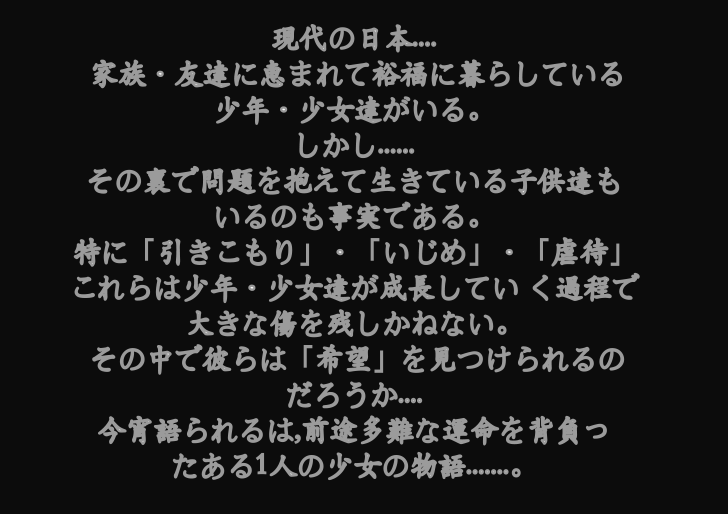 現代の日本....
家族・友達に恵まれて裕福に暮らしている
少年・少女達がいる。
しかし......
その裏で問題を抱えて生きている子供達も
いるのも事実である。
特に「引きこもり」・「いじめ」・「虐待」
これらは少年・少女達が成長してい く過程で
大きな傷を残しかねない。
その中で彼らは「希望」を見つけられるの
だろうか....
今宵語られるは,前途多難な運命を背負っ
たある1人の少女の物語.......。